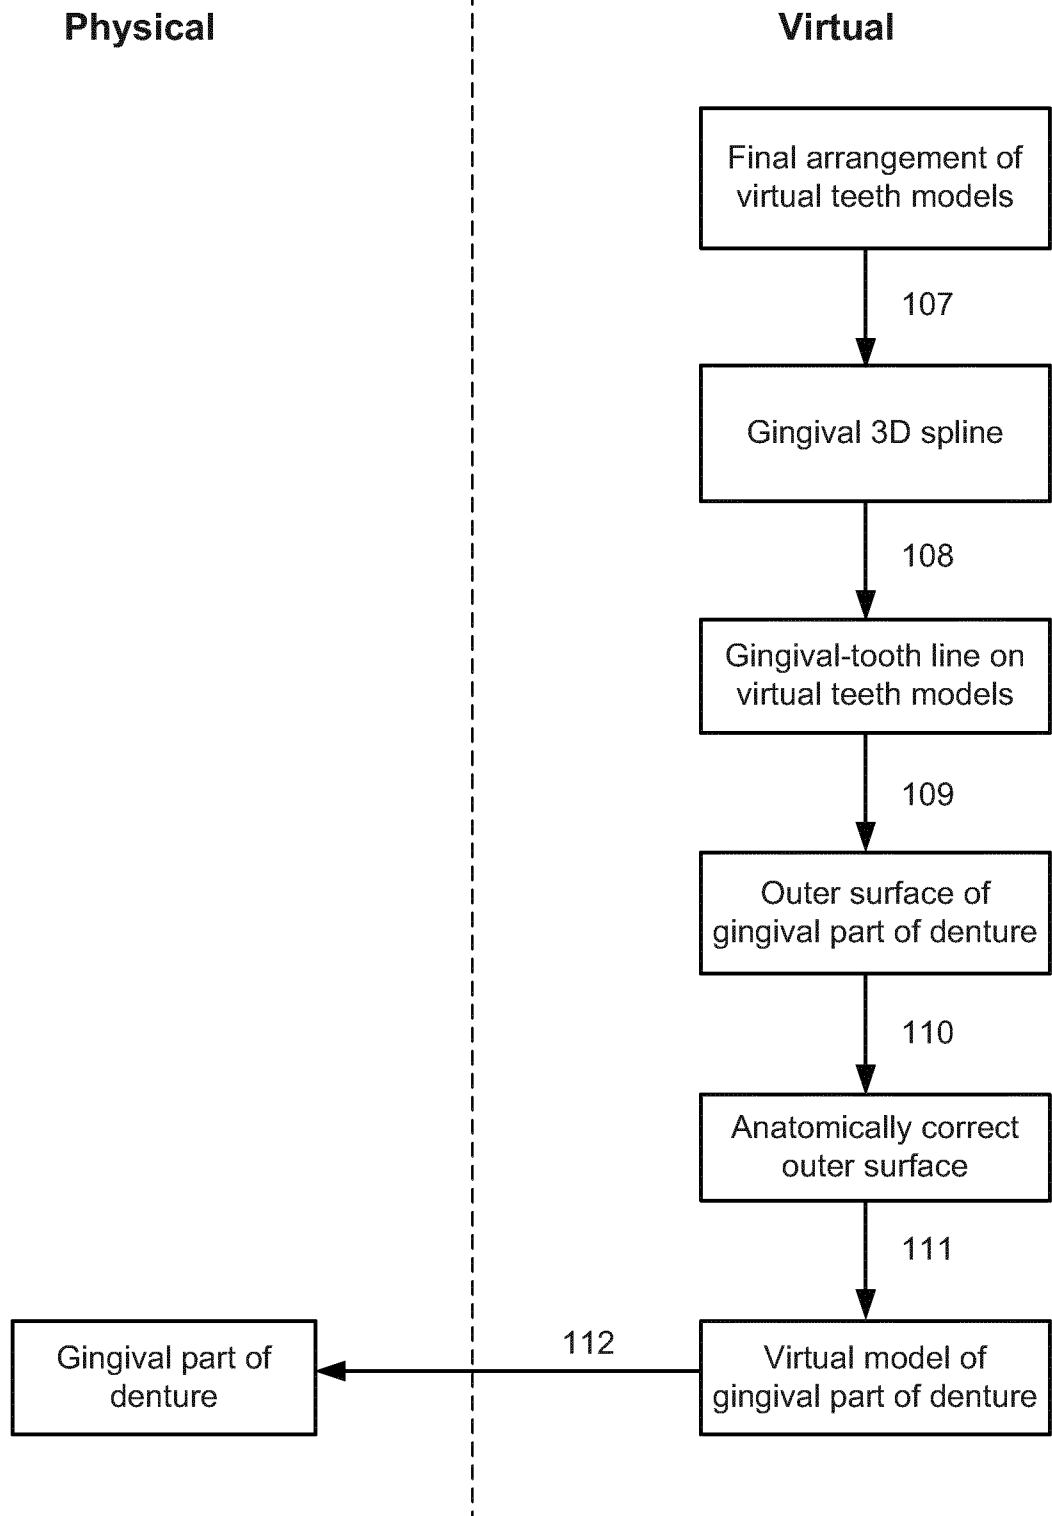 Physical
Virtual
Final arrangement of
virtual teeth models
107
Gingival 3D spline
108
Gingival-tooth line on
virtual teeth models
109
Outer surface of
gingival part of denture
110
Anatomically correct
outer surface
111
112
Gingival part of
denture
Virtual model of
gingival part of denture